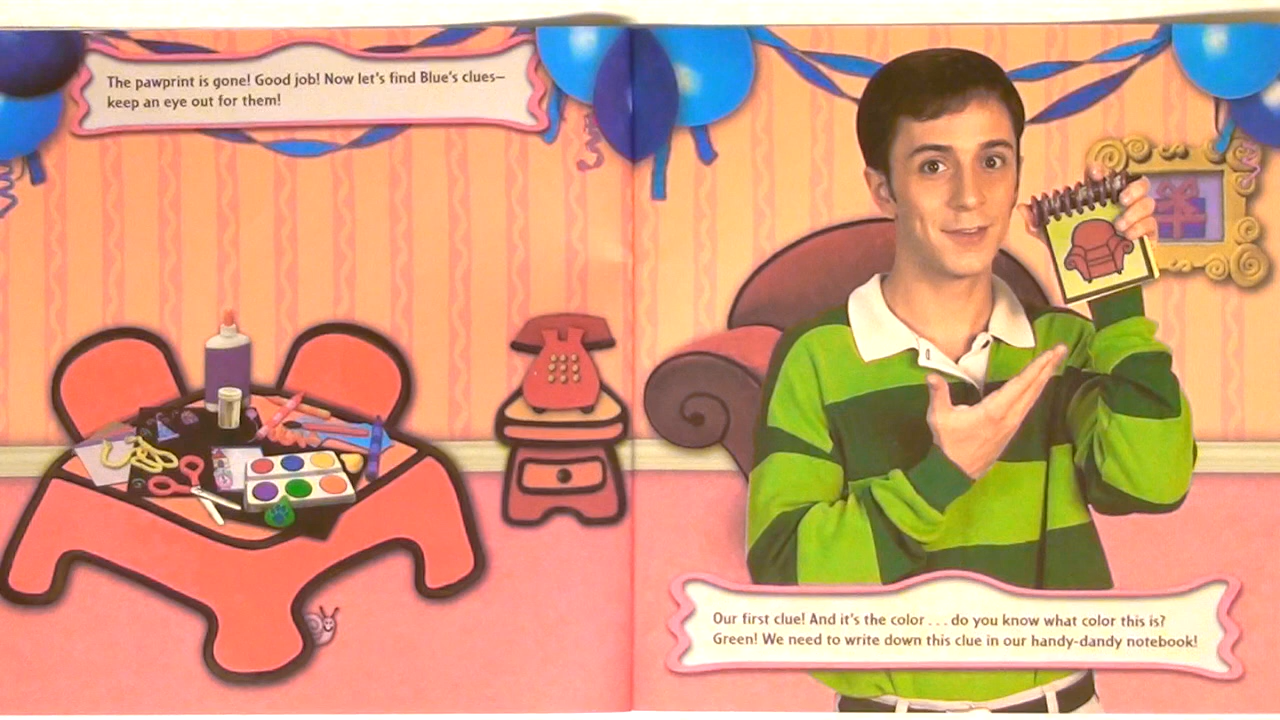 The pawprint is gone! Good job! Now let's find Blue's clues–
keep an eye out for them!
Our first clue! And it's the color . . . do you know what color this is?
Green! We need to write down this clue in our handy-dandy notebook!